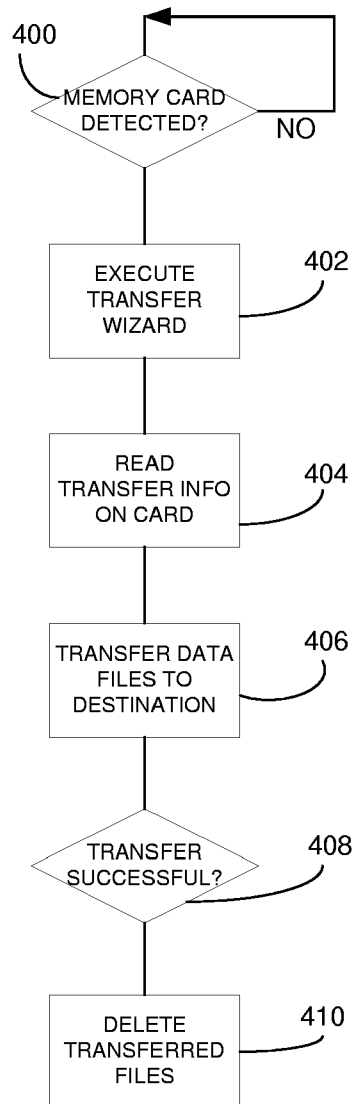 400
MEMORY CARD
DETECTED?
NO
402
EXECUTE
TRANSFER
WIZARD
404
READ
TRANSFER INFO
ON CARD
406
TRANSFER DATA
FILES TO
DESTINATION
408
TRANSFER
SUCCESSFUL?
410
DELETE
TRANSFERRED
FILES